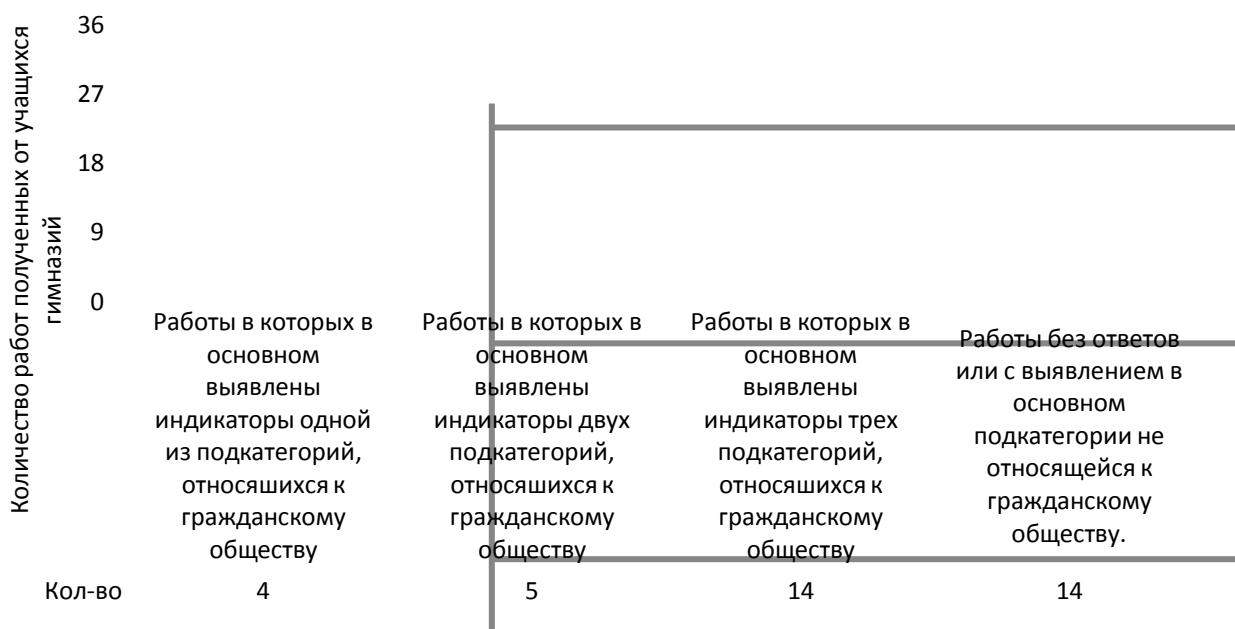 Количество работ полученных от учащихся
гимназий
36
27
18
9
0
Работы в которых в
основном
выявлены
индикаторы одной
из подкатегорий,
относяшихся к
гражданскому
обществу
Работы в которых в
основном
выявлены
индикаторы двух
подкатегорий,
относяшихся к
гражданскому
обществу
Работы в которых в
основном
выявлены
индикаторы трех
подкатегорий,
относяшихся к
гражданскому
обществу
Работы без ответов
или с выявлением в
основном
подкатегории не
относящейся к
гражданскому
обществу.
Кол-во 4 5 14 14